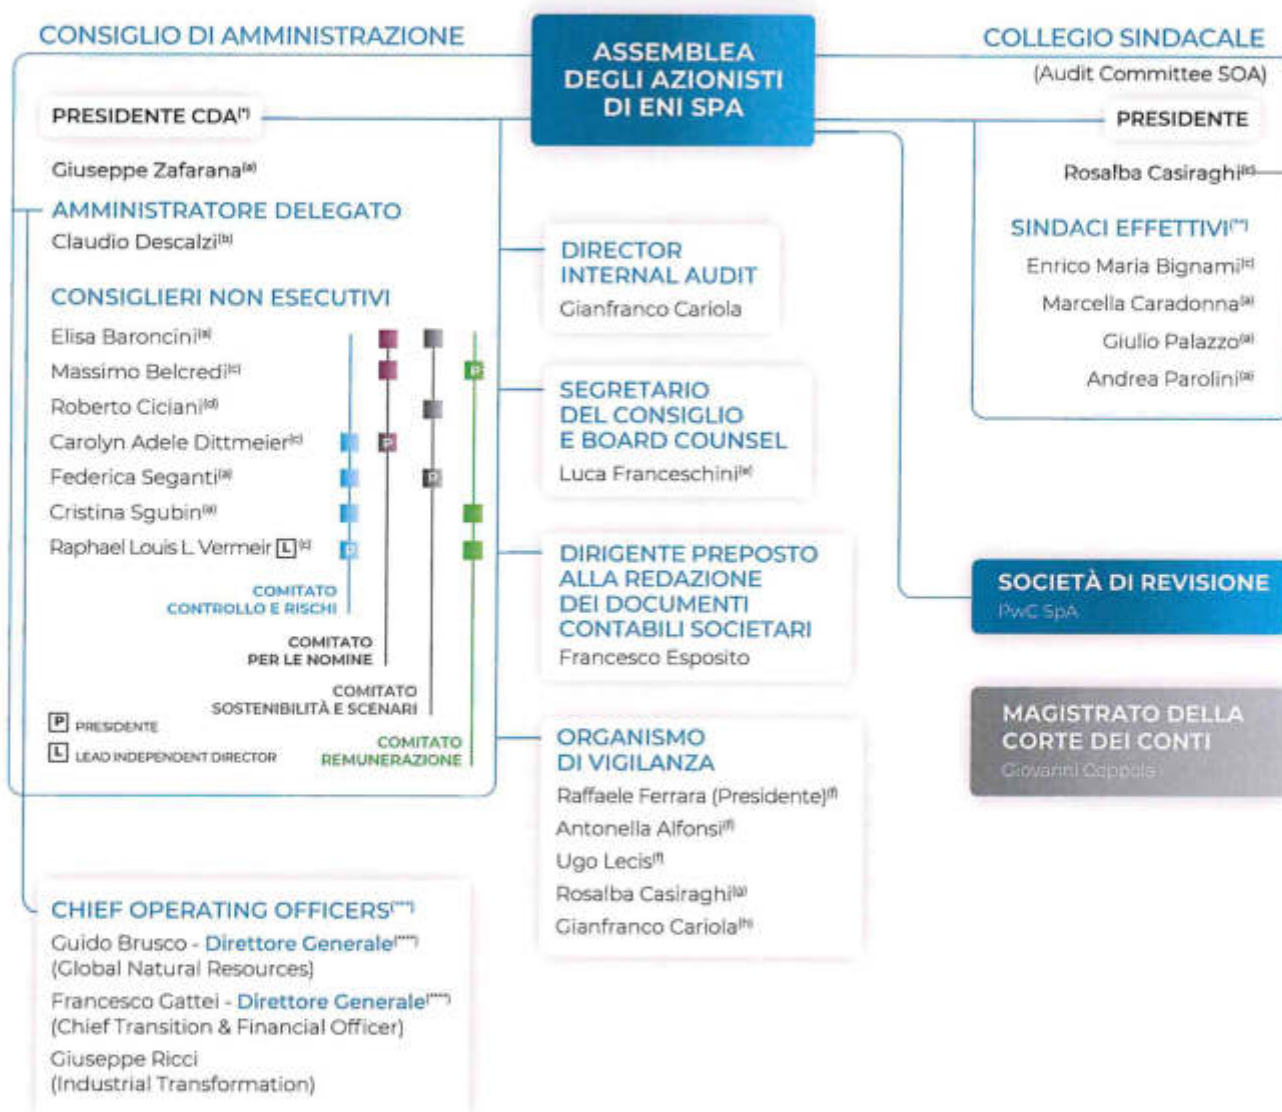 CONSIGLIO DI AMMINISTRAZIONE
PRESIDENTE CDA(*)
Giuseppe Zafarana(a)
AMMINISTRATORE DELEGATO
Claudio Descalzi(b)
CONSIGLIERI NON ESECUTIVI
Elisa Baroncini(a)
Massimo Belcredi(c)
P
Roberto Ciciani(d)
Carolyn Adele Dittmeier(c)
P
Federica Seganti(a)
P
Cristina Sgubin(a)
Raphael Louis L. Vermeir L (c)
P
COMITATO
CONTROLLO E RISCHI
COMITATO
PER LE NOMINE
COMITATO
SOSTENIBILITÀ E SCENARI
COMITATO
REMUNERAZIONE
P PRESIDENTE
L LEAD INDEPENDENT DIRECTOR
CHIEF OPERATING OFFICERS(***)
Guido Brusco - Direttore Generale(****)
(Global Natural Resources)
Francesco Gattei - Direttore Generale(****)
(Chief Transition & Financial Officer)
Giuseppe Ricci
(Industrial Transformation)
ASSEMBLEA
DEGLI AZIONISTI
DI ENI SPA
DIRECTOR
INTERNAL AUDIT
Gianfranco Cariola
SEGRETARIO
DEL CONSIGLIO
E BOARD COUNSEL
Luca Franceschini(e)
DIRIGENTE PREPOSTO
ALLA REDAZIONE
DEI DOCUMENTI
CONTABILI SOCIETARI
Francesco Esposito
ORGANISMO
DI VIGILANZA
Raffaele Ferrara (Presidente)(f)
Antonella Alfonsi(f)
Ugo Lecis(f)
Rosalba Casiraghi(g)
Gianfranco Cariola(h)
COLLEGIO SINDACALE
(Audit Committee SOA)
PRESIDENTE
Rosalba Casiraghi(c)
SINDACI EFFETTIVI(**)
Enrico Maria Bignami(c)
Marcella Caradonna(a)
Giulio Palazzo(a)
Andrea Parolini(a)
SOCIETÀ DI REVISIONE
PwC SpA
MAGISTRATO DELLA
CORTE DEI CONTI
Giovanni Coppola